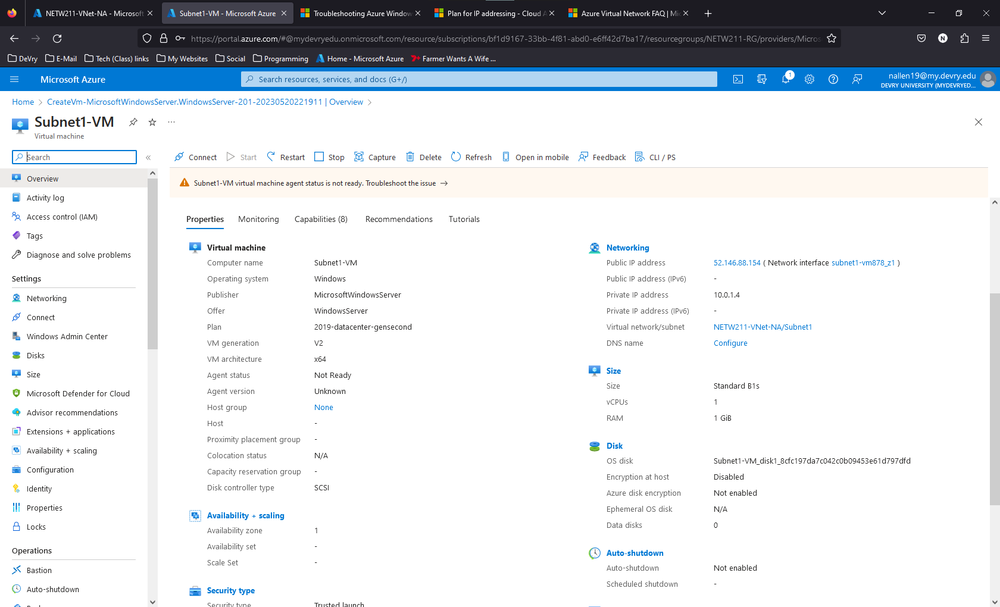 NETW211-VNet-NA - Microsoft
Subnet1-VM - Microsoft Azure
Troubleshooting Azure Window
Plan for IP addressing - Cloud A
Azure Virtual Network FAQ | Mi
https://portal.azure.com/#@mydevryedu.onmicrosoft.com/resource/subscriptions/bf1d9167-33bb-4f81-abd0-e6ff42d7ba17/resourcegroups/NETW211-RG/providers/Micros
N
DeVry
E-Mail
Tech (Class) links
My Websites
Social
Programming
Home - Microsoft Azure
Farmer Wants A Wife ...
Microsoft Azure
Search resources, services, and docs (G+/)
1
nallen19@my.devry.edu
DEVRY UNIVERSITY (MYDEVRYED...
Home > CreateVm-MicrosoftWindowsServer.WindowsServer-201-20230520221911 | Overview >
Subnet1-VM
...
Virtual machine
Search
«
Connect
Start
Restart
Stop
Capture
Delete
Refresh
Open in mobile
Feedback
CLI / PS
Subnet1-VM virtual machine agent status is not ready. Troubleshoot the issue →
Overview
Activity log
Access control (IAM)
Tags
Diagnose and solve problems
Settings
Networking
Connect
Windows Admin Center
Disks
Size
Microsoft Defender for Cloud
Advisor recommendations
Extensions + applications
Availability + scaling
Configuration
Identity
Properties
Locks
Operations
Bastion
Auto-shutdown
Properties
Monitoring
Capabilities (8)
Recommendations
Tutorials
Virtual machine
Computer name Subnet1-VM
Operating system Windows
Publisher MicrosoftWindowsServer
Offer WindowsServer
Plan 2019-datacenter-gensecond
VM generation V2
VM architecture x64
Agent status Not Ready
Agent version Unknown
Host group None
Host -
Proximity placement group -
Colocation status N/A
Capacity reservation group -
Disk controller type SCSI
Availability + scaling
Availability zone 1
Availability set -
Scale Set -
Security type
Security type Trusted launch
Networking
Public IP address 52.146.88.154 ( Network interface subnet1-vm878_z1 )
Public IP address (IPv6) -
Private IP address 10.0.1.4
Private IP address (IPv6) -
Virtual network/subnet NETW211-VNet-NA/Subnet1
DNS name Configure
Size
Size Standard B1s
vCPUs 1
RAM 1 GiB
Disk
OS disk Subnet1-VM_disk1_8cfc197da7c042c0b09453e61d797dfd
Encryption at host Disabled
Azure disk encryption Not enabled
Ephemeral OS disk N/A
Data disks 0
Auto-shutdown
Auto-shutdown Not enabled
Scheduled shutdown -